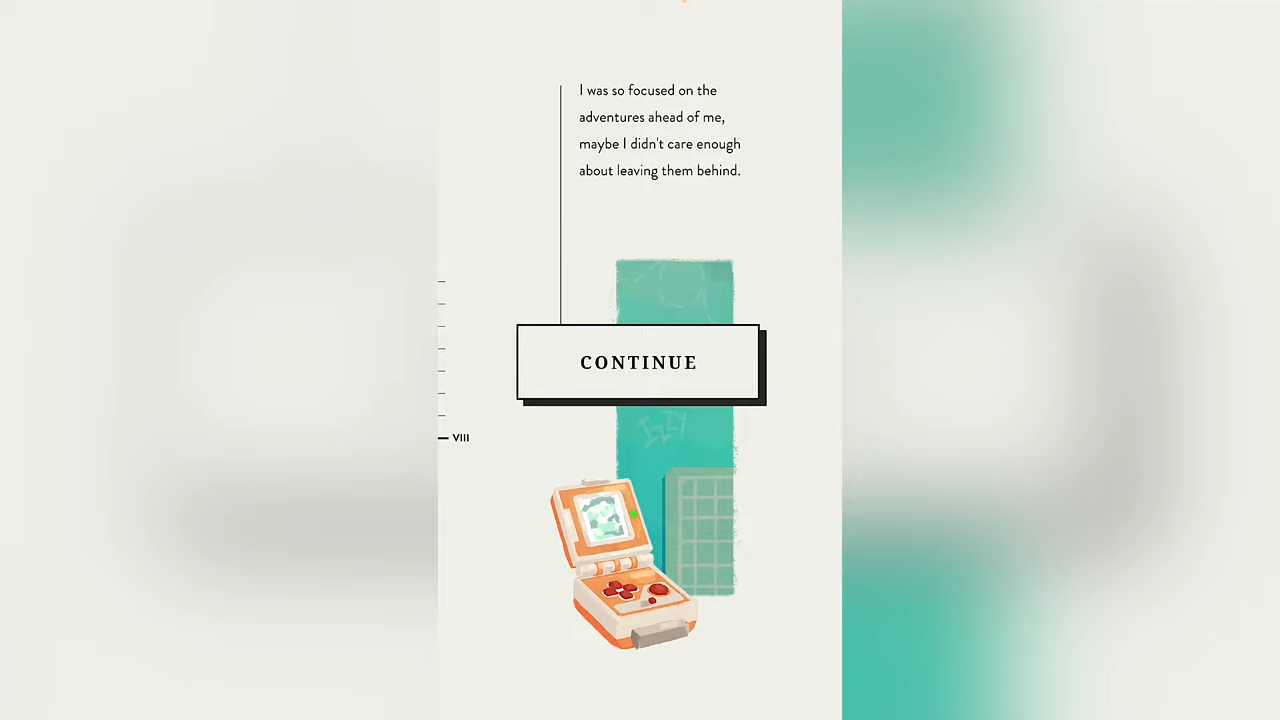 I was so focused on the
adventures ahead of me,
maybe I didn't care enough
about leaving them behind.
CONTINUE
VIII
IZZY